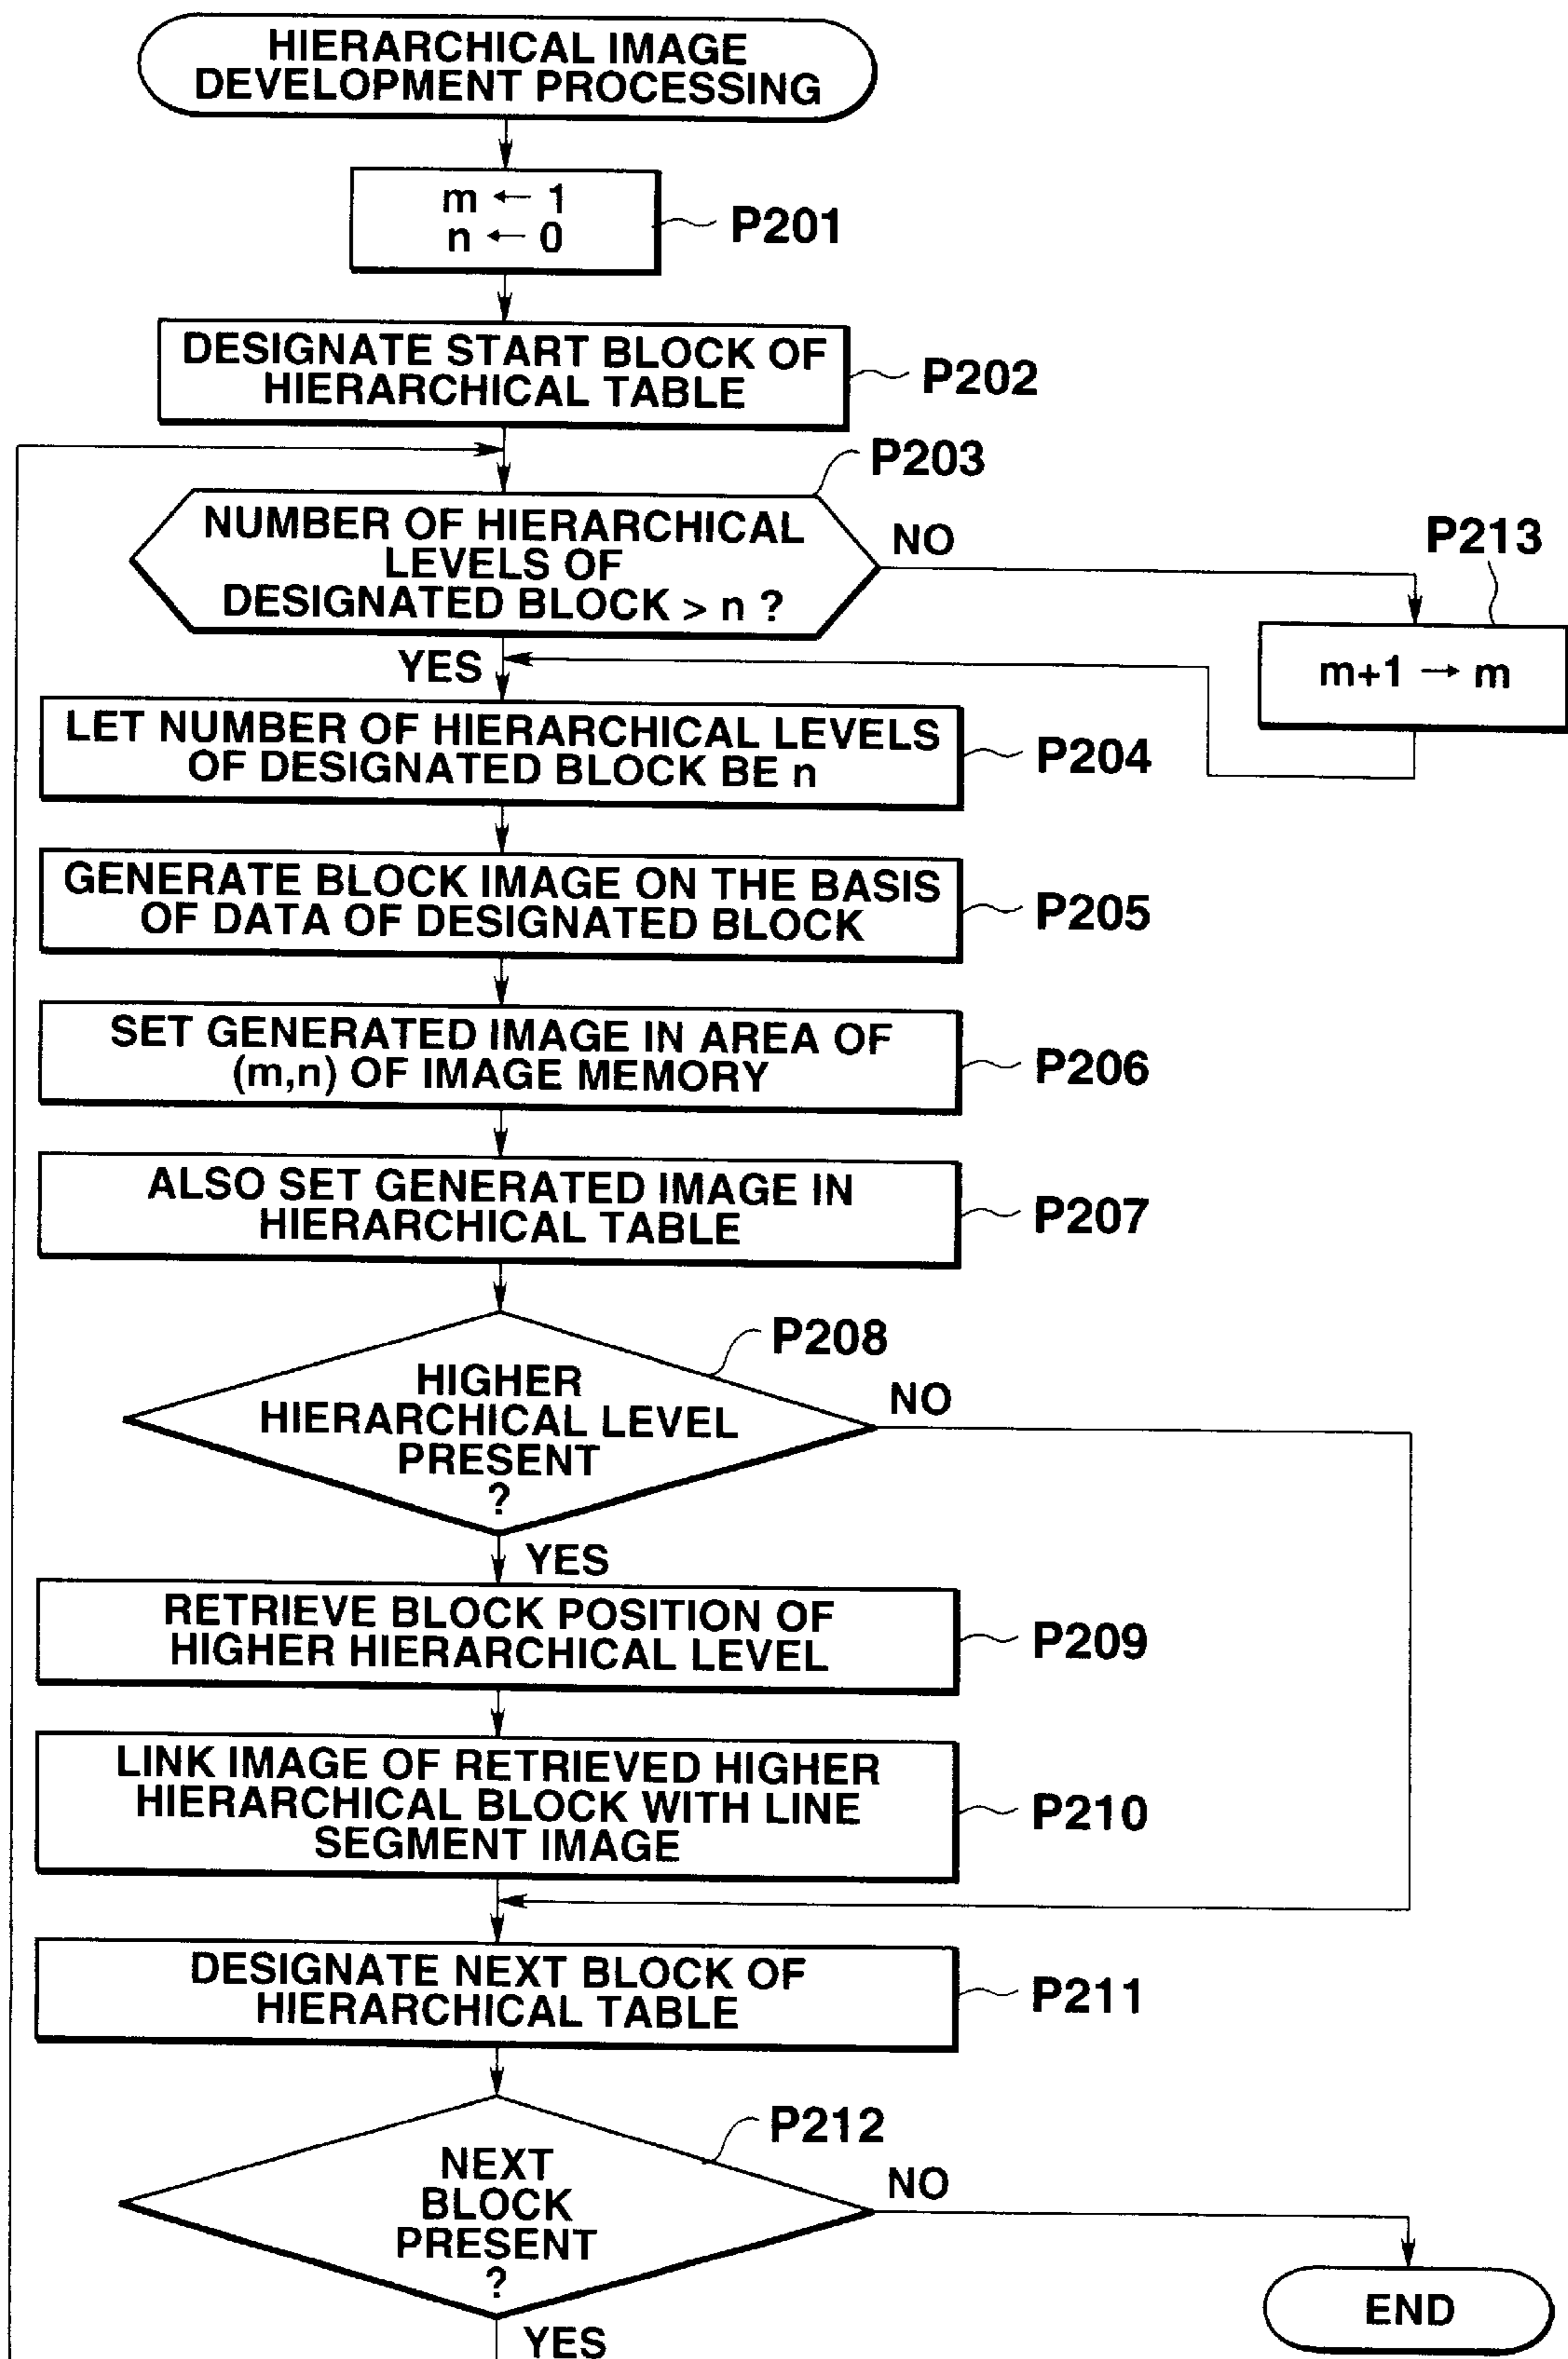 HIERARCHICAL IMAGE
DEVELOPMENT PROCESSING
m ← 1
n ← 0
P201
DESIGNATE START BLOCK OF
HIERARCHICAL TABLE
P202
P203
NUMBER OF HIERARCHICAL
LEVELS OF
DESIGNATED BLOCK > n ?
NO
P213
m+1 → m
YES
LET NUMBER OF HIERARCHICAL LEVELS
OF DESIGNATED BLOCK BE n
P204
GENERATE BLOCK IMAGE ON THE BASIS
OF DATA OF DESIGNATED BLOCK
P205
SET GENERATED IMAGE IN AREA OF
(m,n) OF IMAGE MEMORY
P206
ALSO SET GENERATED IMAGE IN
HIERARCHICAL TABLE
P207
P208
HIGHER
HIERARCHICAL LEVEL
PRESENT
?
NO
YES
RETRIEVE BLOCK POSITION OF
HIGHER HIERARCHICAL LEVEL
P209
LINK IMAGE OF RETRIEVED HIGHER
HIERARCHICAL BLOCK WITH LINE
SEGMENT IMAGE
P210
DESIGNATE NEXT BLOCK OF
HIERARCHICAL TABLE
P211
P212
NEXT
BLOCK
PRESENT
?
NO
END
YES